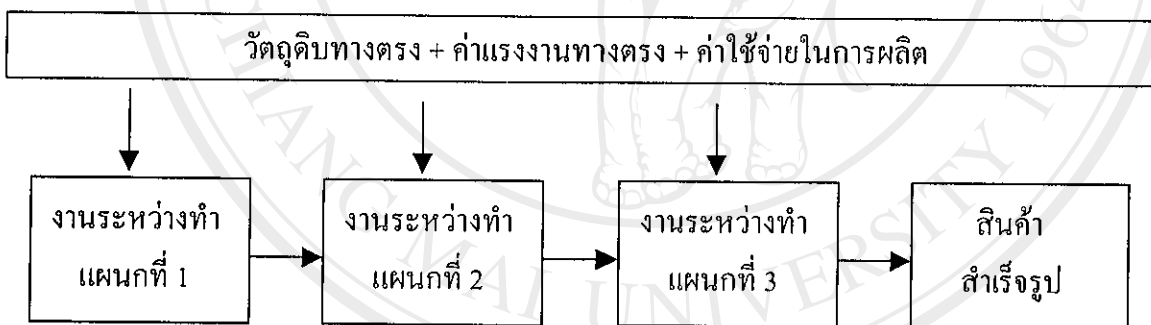 วัตถุดิบทางตรง + ค่าแรงงานทางตรง + ค่าใช้จ่ายในการผลิต
งานระหว่างทำ
แผนกที่ 1
งานระหว่างทำ
แผนกที่ 2
งานระหว่างทำ
แผนกที่ 3
สินค้า
สำเร็จรูป
CHIANG MAI UNIVERSITY 1964